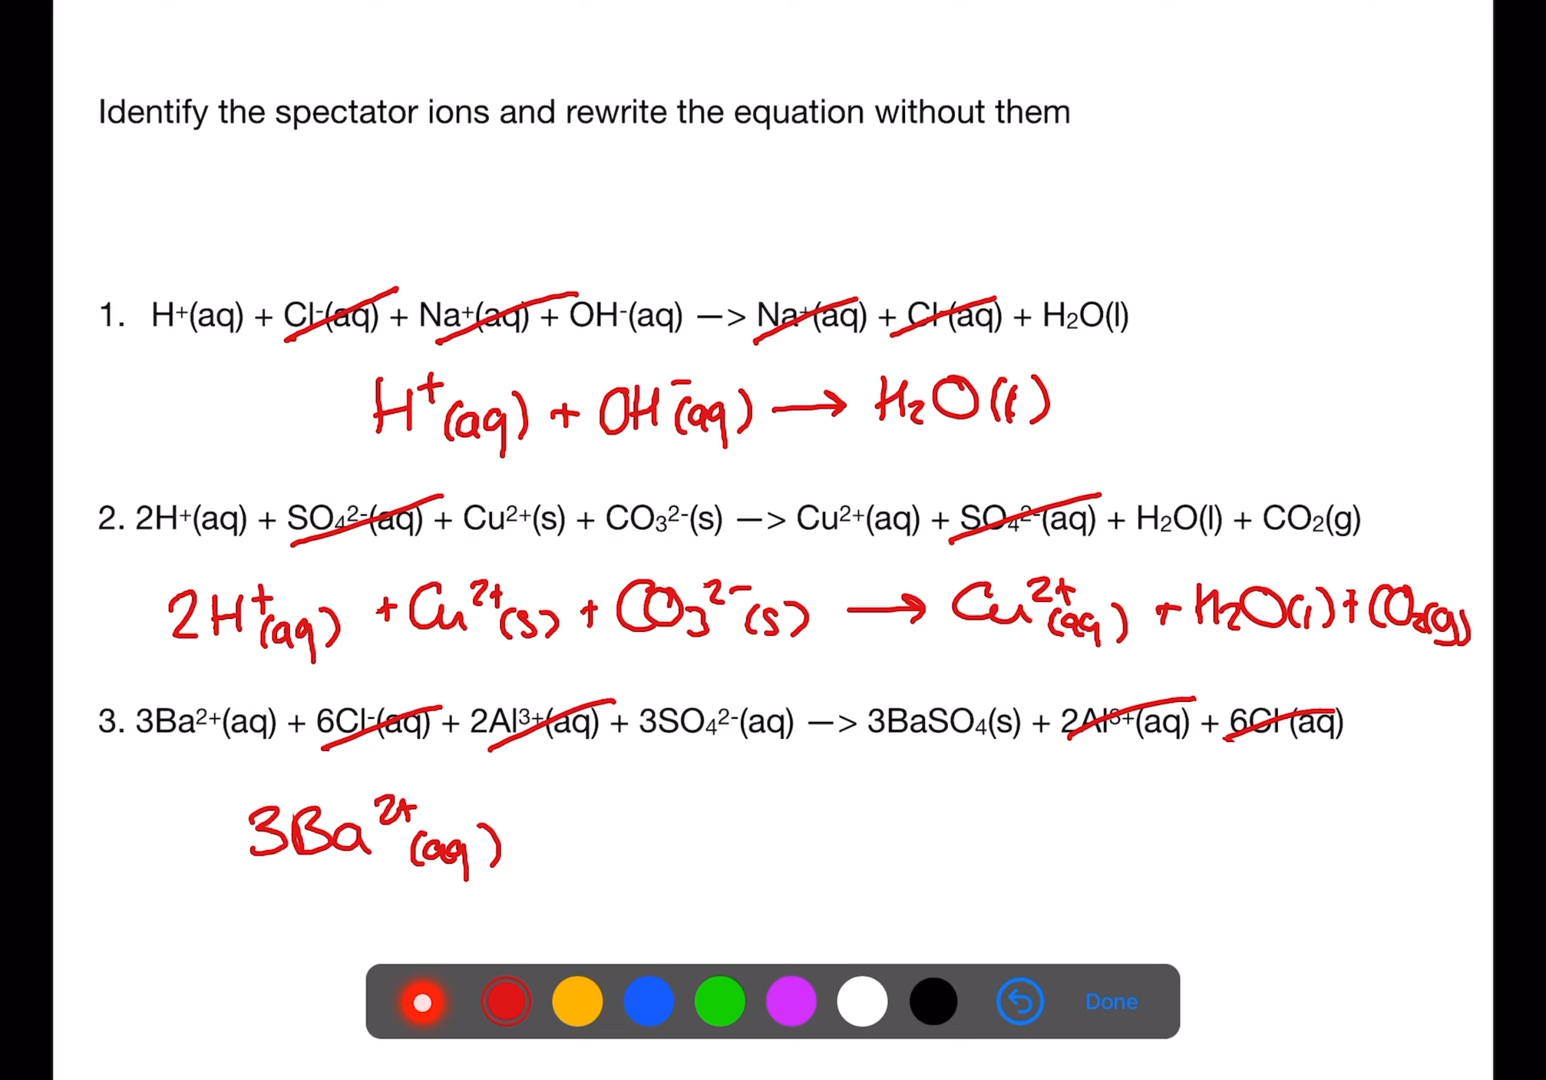 Identify the spectator ions and rewrite the equation without them
1. H⁺(aq) + Cl⁻(aq) + Na⁺(aq) + OH⁻(aq) —> Na⁺(aq) + Cl⁻(aq) + H₂O(l)
H⁺(aq) + OH⁻(aq) → H₂O(l)
2. 2H⁺(aq) + SO₄²⁻(aq) + Cu²⁺(s) + CO₃²⁻(s) —> Cu²⁺(aq) + SO₄²⁻(aq) + H₂O(l) + CO₂(g)
2H⁺(aq) + Cu²⁺(s) + CO₃²⁻(s) → Cu²⁺(aq) + H₂O(l) + CO₂(g)
3. 3Ba²⁺(aq) + 6Cl⁻(aq) + 2Al³⁺(aq) + 3SO₄²⁻(aq) —> 3BaSO₄(s) + 2Al³⁺(aq) + 6Cl⁻(aq)
3Ba²⁺(aq)
Done